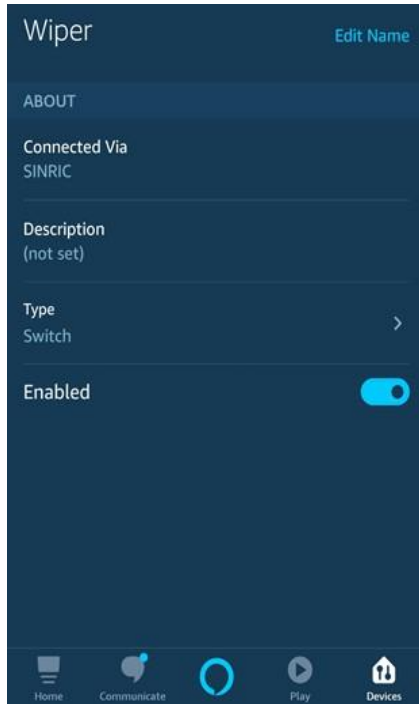 Wiper
Edit Name
ABOUT
Connected Via
SINRIC
Description
(not set)
Type
Switch
Enabled
Home
Communicate
Play
Devices